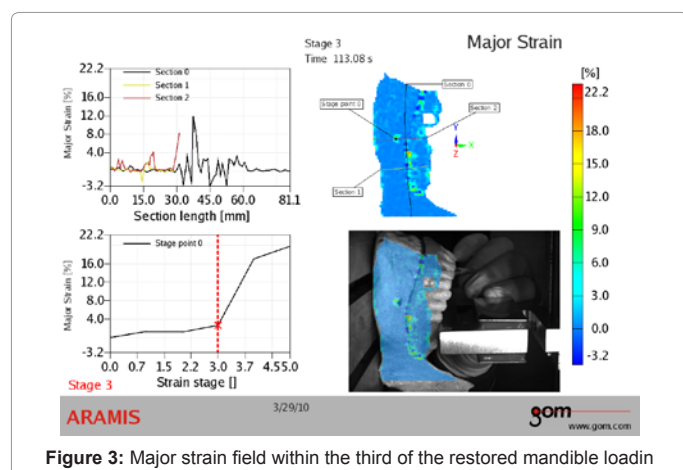 Stage 3
Time 113.08 s
Major Strain
22.2
16.0
12.0
8.0
4.0
-3.2
Major Strain [%]
Section 0
Section 1
Section 2
0.0 15.0 30.0 45.0 60.0 81.1
Section length [mm]
Section 0
Stage point 0
Section 2
Section 1
Y
X
Z
[%]
22.2
18.0
15.0
12.0
9.0
6.0
3.0
0.0
-3.2
22.2
16.0
12.0
8.0
4.0
-3.2
Major Strain [%]
Stage point 0
0.0 0.7 1.5 2.2 3.0 3.7 4.55.0
Strain stage []
Stage 3
ARAMIS
3/29/10
gom
www.gom.com
Figure 3: Major strain field within the third of the restored mandible loadin